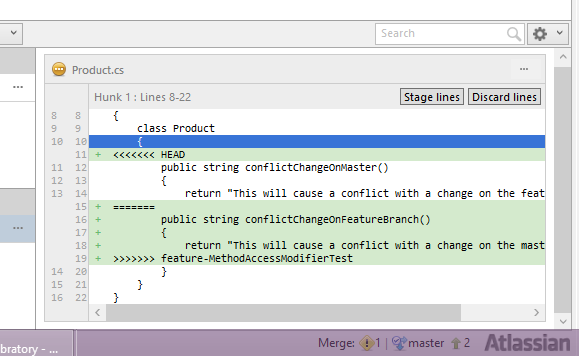 Search
Product.cs
...
...
Hunk 1 : Lines 8-22
Stage lines
Discard lines
8 8 {
9 9 class Product
10 10 {
11 + <<<<<<< HEAD
11 12 public string conflictChangeOnMaster()
12 13 {
13 14 return "This will cause a conflict with a change on the feat
15 + =======
16 + public string conflictChangeOnFeatureBranch()
17 + {
18 + return "This will cause a conflict with a change on the mast
19 + >>>>>>> feature-MethodAccessModifierTest
14 20 }
15 21 }
16 22 }
...
bratory - ...
Merge: 1 master 2 Atlassian